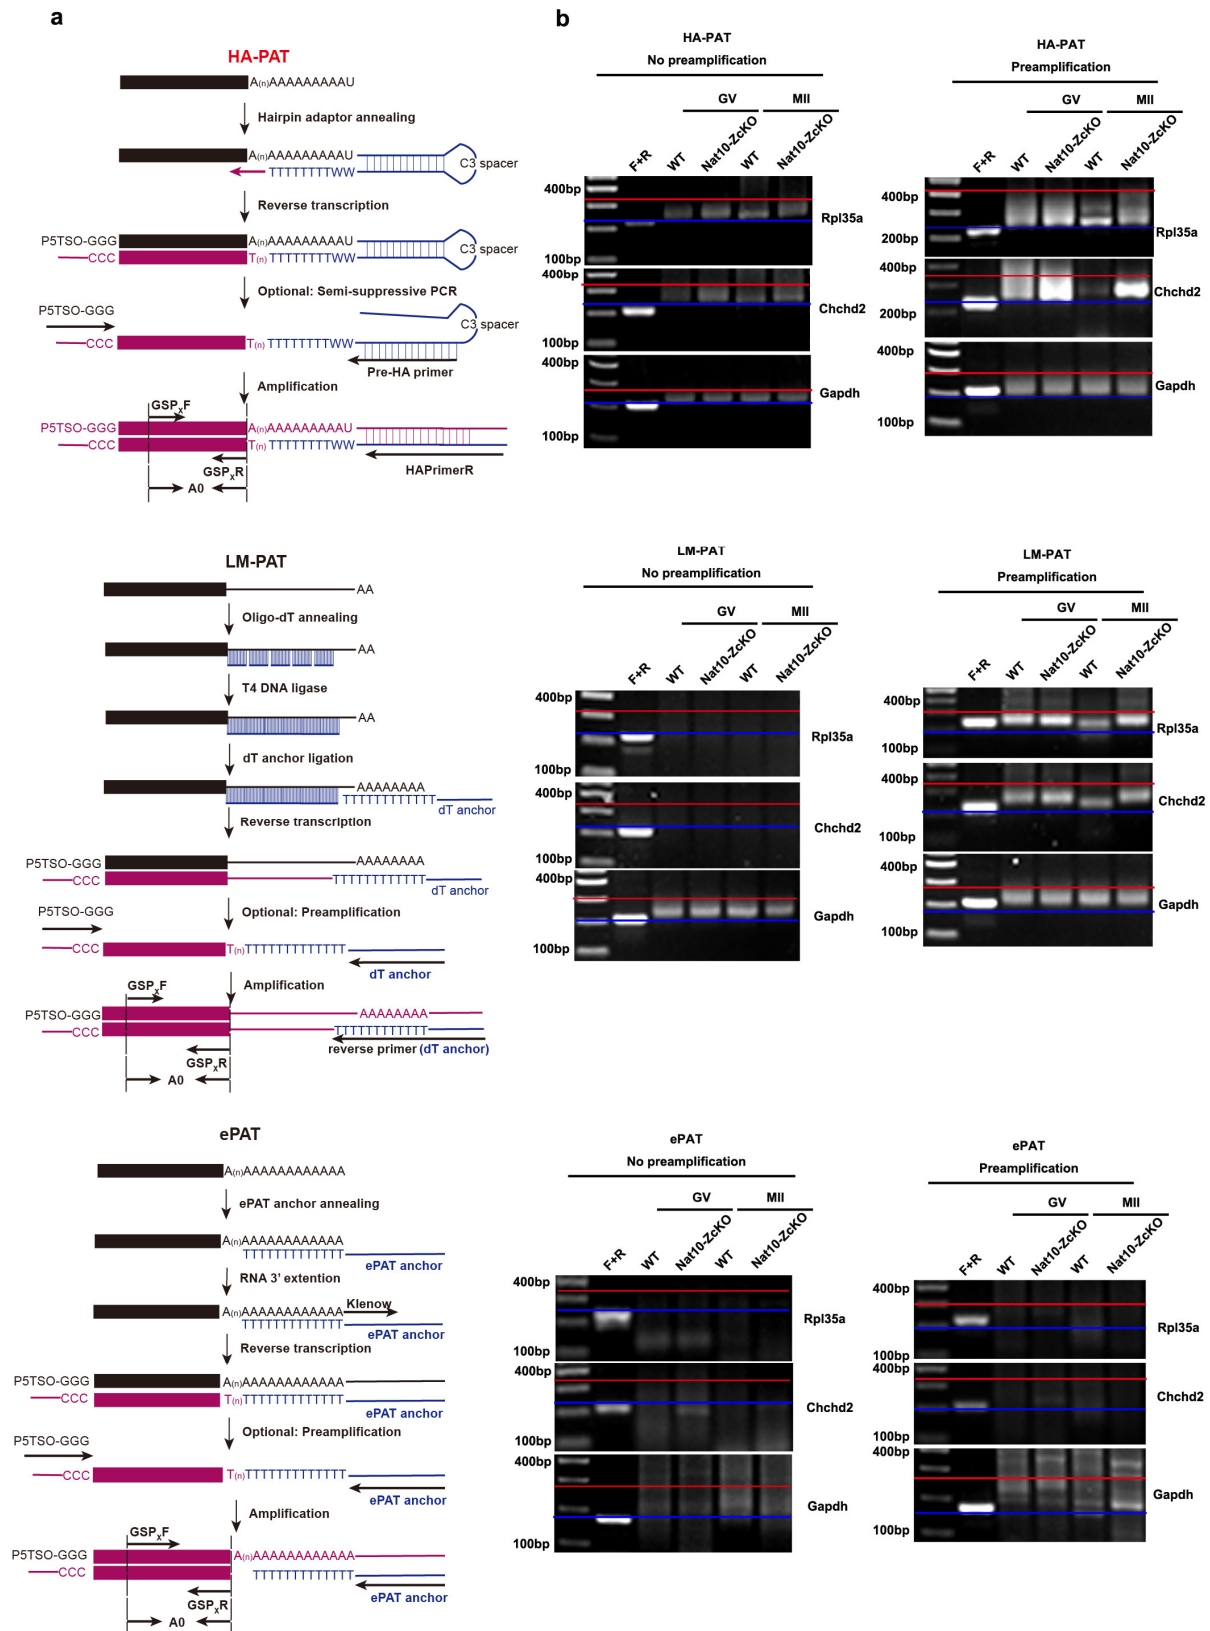 a
HA-PAT
A(n)AAAAAAAAAU
Hairpin adaptor annealing
A(n)AAAAAAAAAU
TTTTTTTTWW
C3 spacer
Reverse transcription
P5TSO-GGG
A(n)AAAAAAAAAU
CCC
T(n)
TTTTTTTTWW
C3 spacer
Optional: Semi-suppressive PCR
P5TSO-GGG
C3 spacer
CCC
T(n)
TTTTTTTTWW
Pre-HA primer
Amplification
GSPxF
P5TSO-GGG
A(n)AAAAAAAAAU
CCC
T(n)
TTTTTTTTWW
GSPxR
HAPrimerR
A0
LM-PAT
AA
Oligo-dT annealing
AA
T4 DNA ligase
AA
dT anchor ligation
AAAAAAAA
TTTTTTTTTTTT
dT anchor
Reverse transcription
P5TSO-GGG
AAAAAAAA
CCC
TTTTTTTTTTTT
dT anchor
P5TSO-GGG
Optional: Preamplification
CCC
T(n)TTTTTTTTTTTTT
dT anchor
Amplification
GSPxF
P5TSO-GGG
AAAAAAAA
CCC
TTTTTTTTTTTT
reverse primer (dT anchor)
GSPxR
A0
ePAT
A(n)AAAAAAAAAAAA
ePAT anchor annealing
A(n)AAAAAAAAAAAA
TTTTTTTTTTTTT
ePAT anchor
RNA 3' extention
A(n)AAAAAAAAAAAA
Klenow
TTTTTTTTTTTTT
ePAT anchor
Reverse transcription
P5TSO-GGG
A(n)AAAAAAAAAAAA
CCC
T(n)TTTTTTTTTTTTT
ePAT anchor
P5TSO-GGG
Optional: Preamplification
CCC
T(n)TTTTTTTTTTTTT
ePAT anchor
Amplification
GSPxF
P5TSO-GGG
A(n)AAAAAAAAAAAA
CCC
TTTTTTTTTTTTT
ePAT anchor
GSPxR
A0
b
HA-PAT
No preamplification
GV
MII
F+R
WT
Nat10-ZcKO
WT
Nat10-ZcKO
400bp
Rpl35a
100bp
400bp
Chchd2
100bp
400bp
Gapdh
100bp
HA-PAT
Preamplification
GV
MII
F+R
WT
Nat10-ZcKO
WT
Nat10-ZcKO
400bp
Rpl35a
200bp
400bp
Chchd2
200bp
400bp
Gapdh
100bp
LM-PAT
No preamplification
GV
MII
F+R
WT
Nat10-ZcKO
WT
Nat10-ZcKO
400bp
Rpl35a
100bp
400bp
Chchd2
100bp
400bp
Gapdh
100bp
LM-PAT
Preamplification
GV
MII
F+R
WT
Nat10-ZcKO
WT
Nat10-ZcKO
400bp
Rpl35a
100bp
400bp
Chchd2
100bp
400bp
Gapdh
100bp
ePAT
No preamplification
GV
MII
F+R
WT
Nat10-ZcKO
WT
Nat10-ZcKO
400bp
Rpl35a
100bp
400bp
Chchd2
100bp
400bp
Gapdh
100bp
ePAT
Preamplification
GV
MII
F+R
WT
Nat10-ZcKO
WT
Nat10-ZcKO
400bp
Rpl35a
100bp
400bp
Chchd2
100bp
400bp
Gapdh
100bp